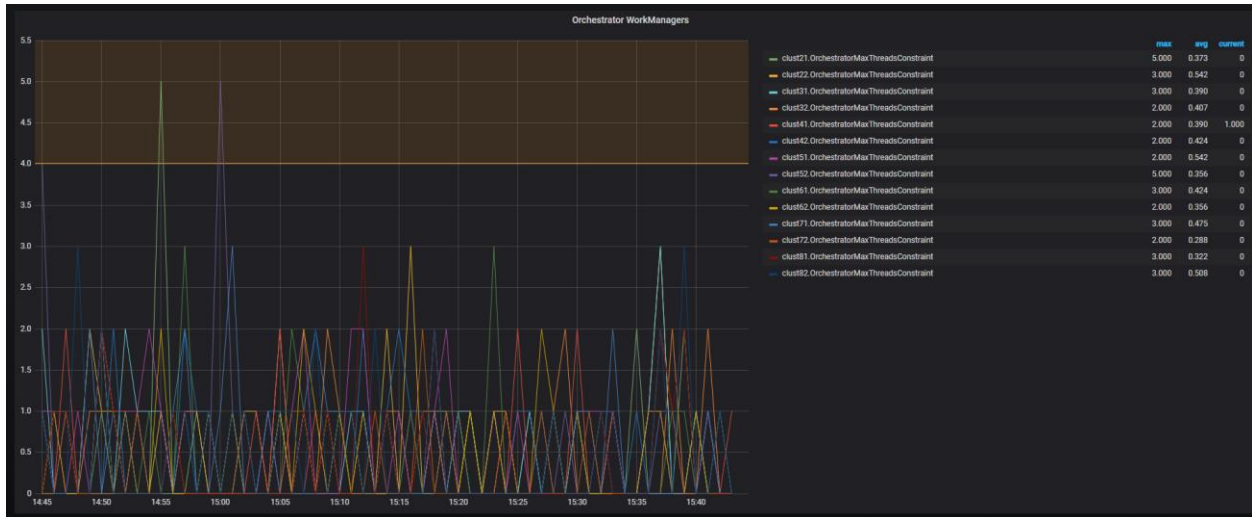 Orchestrator WorkManagers
5.5
5.0
4.5
4.0
3.5
3.0
2.5
2.0
1.5
1.0
0.5
0
14:45 14:50 14:55 15:00 15:05 15:10 15:15 15:20 15:25 15:30 15:35 15:40
max avg current
clust21.OrchestratorMaxThreadsConstraint 5.000 0.373 0
clust22.OrchestratorMaxThreadsConstraint 3.000 0.542 0
clust31.OrchestratorMaxThreadsConstraint 3.000 0.390 0
clust32.OrchestratorMaxThreadsConstraint 2.000 0.407 0
clust41.OrchestratorMaxThreadsConstraint 2.000 0.390 1.000
clust42.OrchestratorMaxThreadsConstraint 2.000 0.424 0
clust51.OrchestratorMaxThreadsConstraint 2.000 0.542 0
clust52.OrchestratorMaxThreadsConstraint 5.000 0.356 0
clust61.OrchestratorMaxThreadsConstraint 3.000 0.424 0
clust62.OrchestratorMaxThreadsConstraint 2.000 0.356 0
clust71.OrchestratorMaxThreadsConstraint 3.000 0.475 0
clust72.OrchestratorMaxThreadsConstraint 2.000 0.288 0
clust81.OrchestratorMaxThreadsConstraint 3.000 0.322 0
clust82.OrchestratorMaxThreadsConstraint 3.000 0.508 0